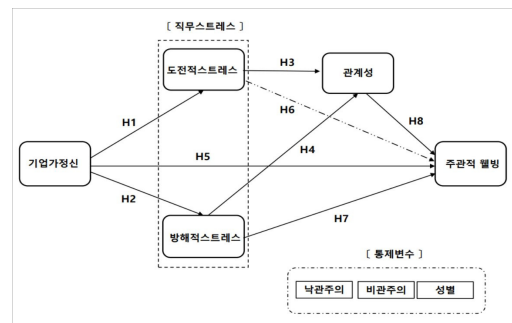 [ 직무스트레스 ]
도전적스트레스
H3
관계성
H1
H6
H8
H4
기업가정신
H5
주관적 웰빙
H2
방해적스트레스
H7
[ 통제변수 ]
낙관주의 비관주의 성별